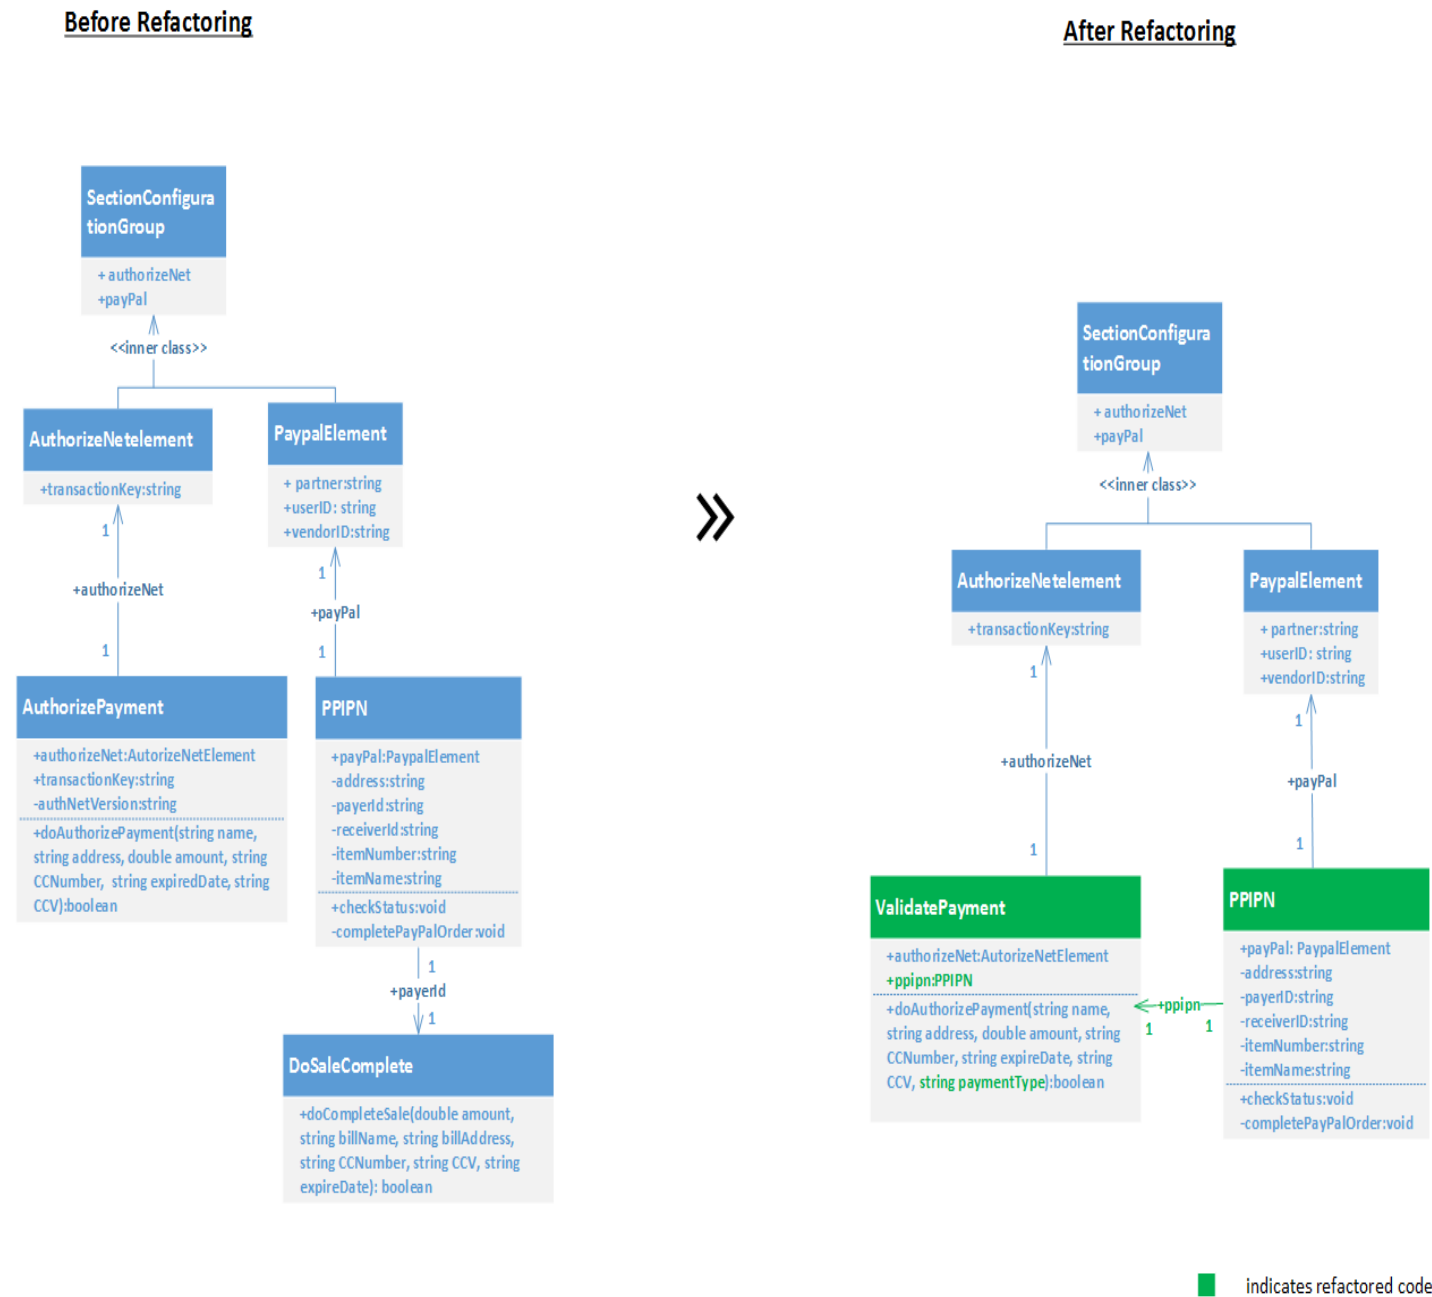 Before Refactoring
SectionConfigura
tionGroup
+ authorizeNet
+payPal
<<inner class>>
AuthorizeNetelement
+transactionKey:string
PaypalElement
+ partner:string
+userID: string
+vendorID:string
1
+authorizeNet
1
1
+payPal
1
AuthorizePayment
+authorizeNet:AutorizeNetElement
+transactionKey:string
-authNetVersion:string
+doAuthorizePayment(string name,
string address, double amount, string
CCNumber, string expiredDate, string
CCV):boolean
PPIPN
+payPal:PaypalElement
-address:string
-payerId:string
-receiverId:string
-itemNumber:string
-itemName:string
+checkStatus:void
-completePayPalOrder:void
1
+payerId
1
DoSaleComplete
+doCompleteSale(double amount,
string billName, string billAddress,
string CCNumber, string CCV, string
expireDate): boolean
After Refactoring
SectionConfigura
tionGroup
+ authorizeNet
+payPal
<<inner class>>
AuthorizeNetelement
+transactionKey:string
PaypalElement
+ partner:string
+userID: string
+vendorID:string
1
+authorizeNet
1
1
+payPal
1
ValidatePayment
+authorizeNet:AutorizeNetElement
+ppipn:PPIPN
+doAuthorizePayment(string name,
string address, double amount, string
CCNumber, string expireDate, string
CCV, string paymentType):boolean
+ppipn
1
1
PPIPN
+payPal: PaypalElement
-address:string
-payerID:string
-receiverID:string
-itemNumber:string
-itemName:string
+checkStatus:void
-completePayPalOrder:void
indicates refactored code